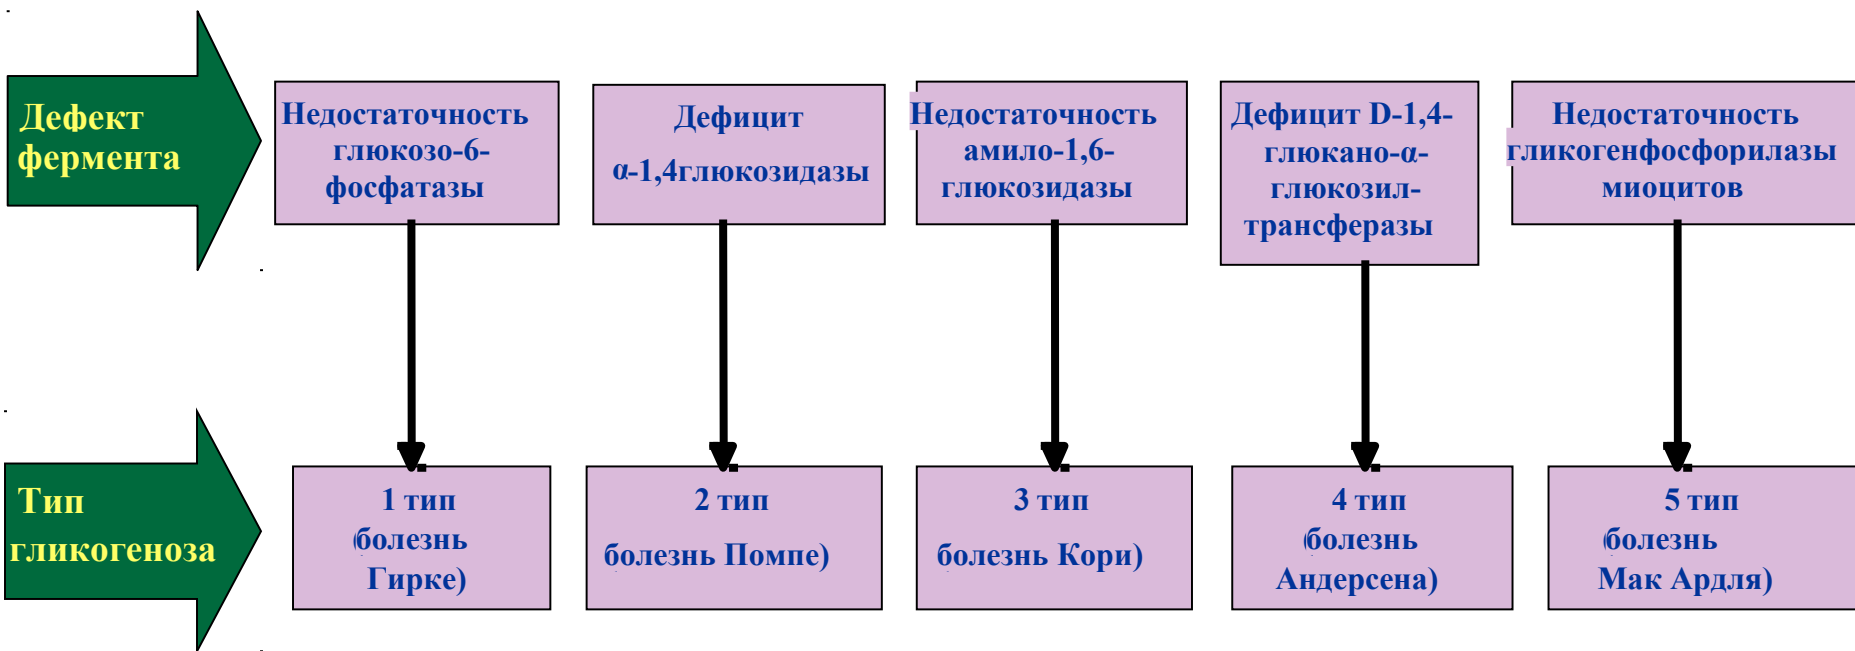 Дефект
фермента
Недостаточность
глюкозо-6-
фосфатазы
Дефицит
α-1,4глюкозидазы
Недостаточность
амило-1,6-
глюкозидазы
Дефицит D-1,4-
глюкано-α-
глюкозил-
трансферазы
Недостаточность
гликогенфосфорилазы
миоцитов
Тип
гликогеноза
1 тип
(болезнь
Гирке)
2 тип
(болезнь Помпе)
3 тип
(болезнь Кори)
4 тип
(болезнь
Андерсена)
5 тип
(болезнь
Мак Ардля)